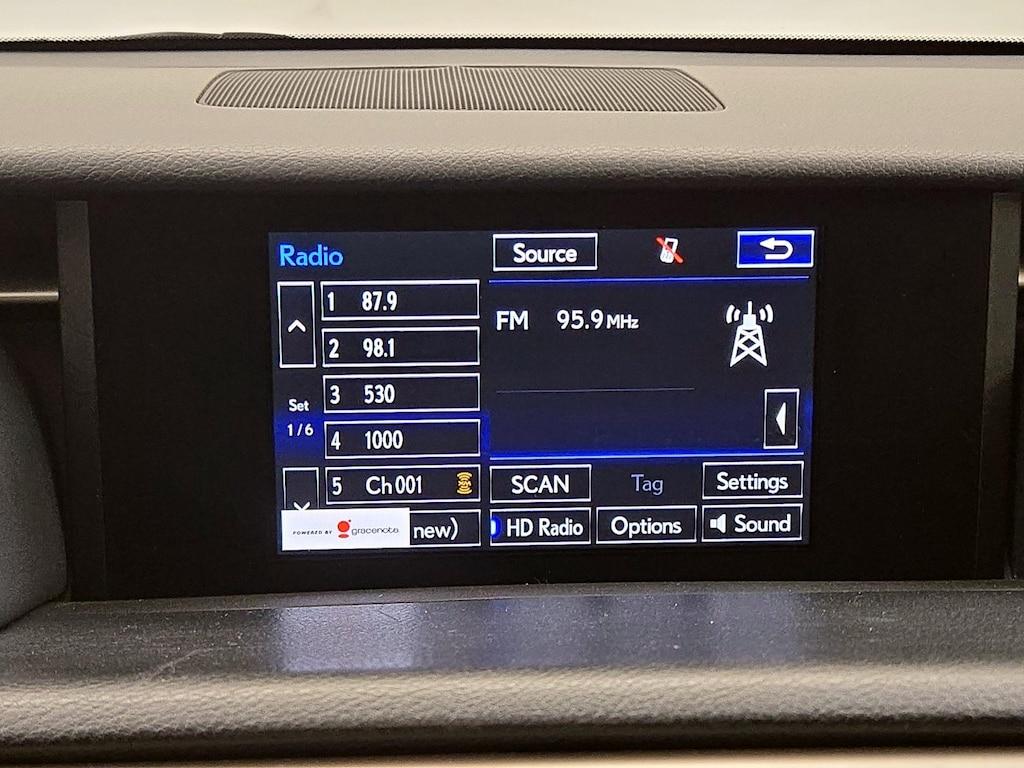 Radio Source
1 87.9
FM 95.9 MHz
2 98.1
3 530
Set
1/6
4 1000
5 Ch 001
SCAN Tag Settings
POWERED BY gracenote new)
HD Radio Options Sound